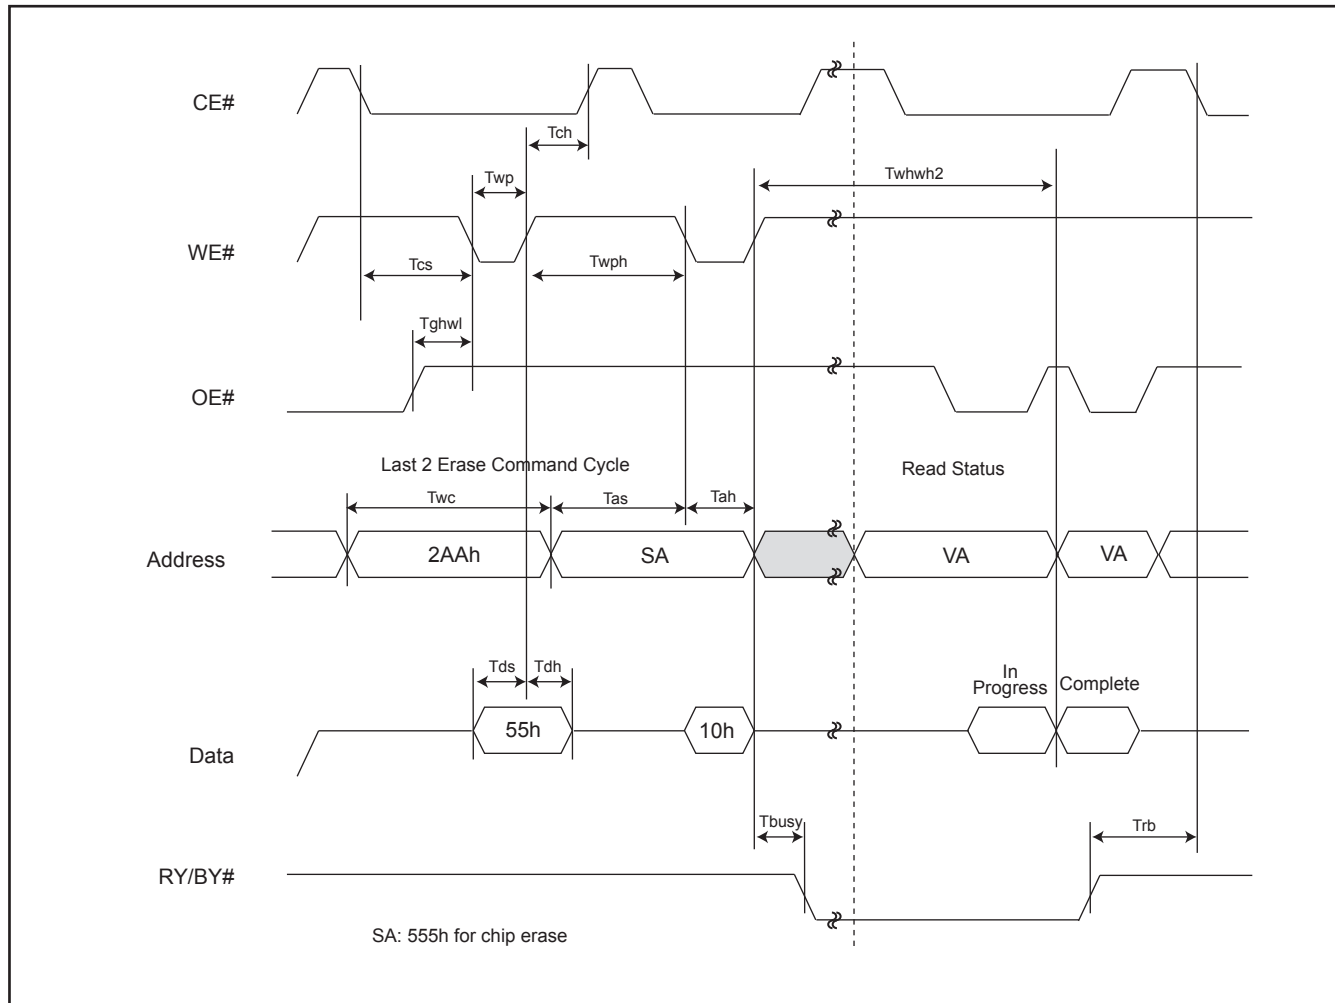 CE#
Tch
Twp
Twhwh2
WE#
Tcs
Twph
Tghwl
OE#
Last 2 Erase Command Cycle
Read Status
Twc
Tas
Tah
Address
2AAh
SA
VA
VA
Tds
Tdh
In
Progress
Complete
55h
10h
Data
Tbusy
Trb
RY/BY#
SA: 555h for chip erase